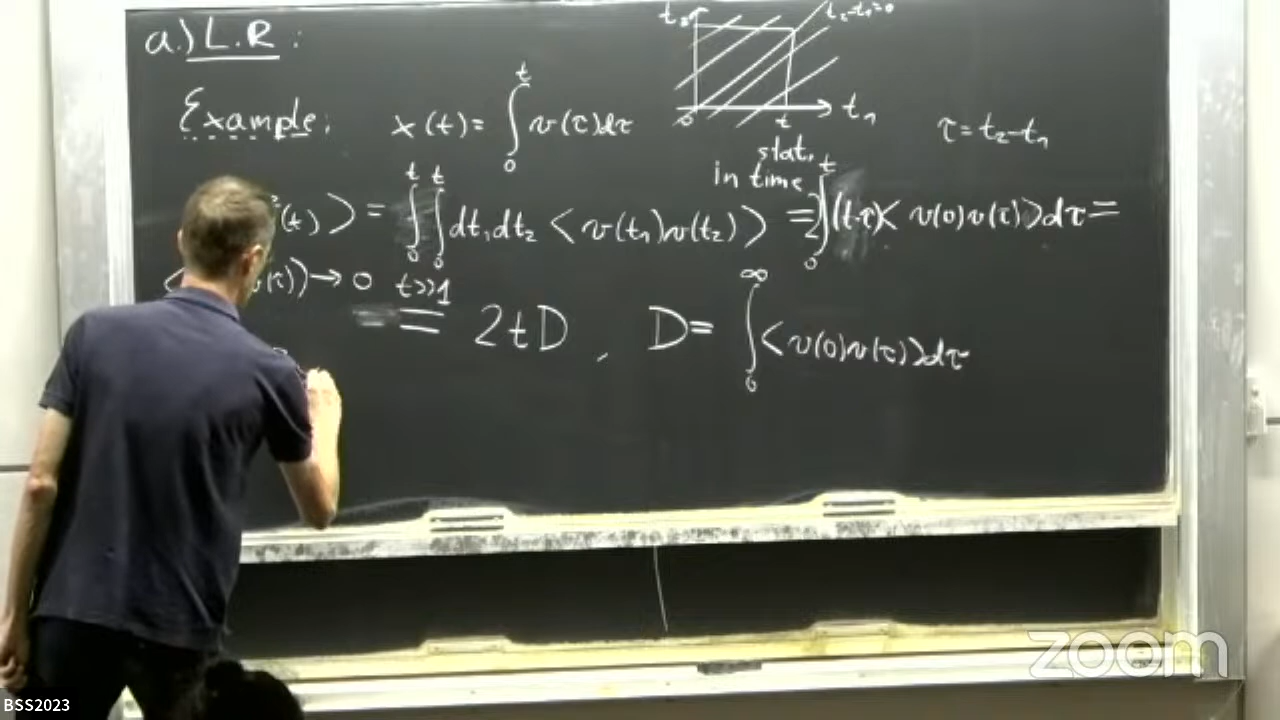 a.) L.R:
t₂ t₂-t₁=0
0 t t₁
Example: x(t) = ∫₀ᵗ v(τ)dτ
τ = t₂-t₁
stat. in time
²(t)⟩ = ∫₀ᵗ∫₀ᵗ dt₁dt₂ ⟨v(t₁)v(t₂)⟩ = 2∫₀ᵗ(t-τ)⟨v(0)v(τ)⟩dτ =
v(τ)⟩ → 0 t>>1
= 2tD , D = ∫₀^∞ ⟨v(0)v(τ)⟩dτ
zoom
BSS2023